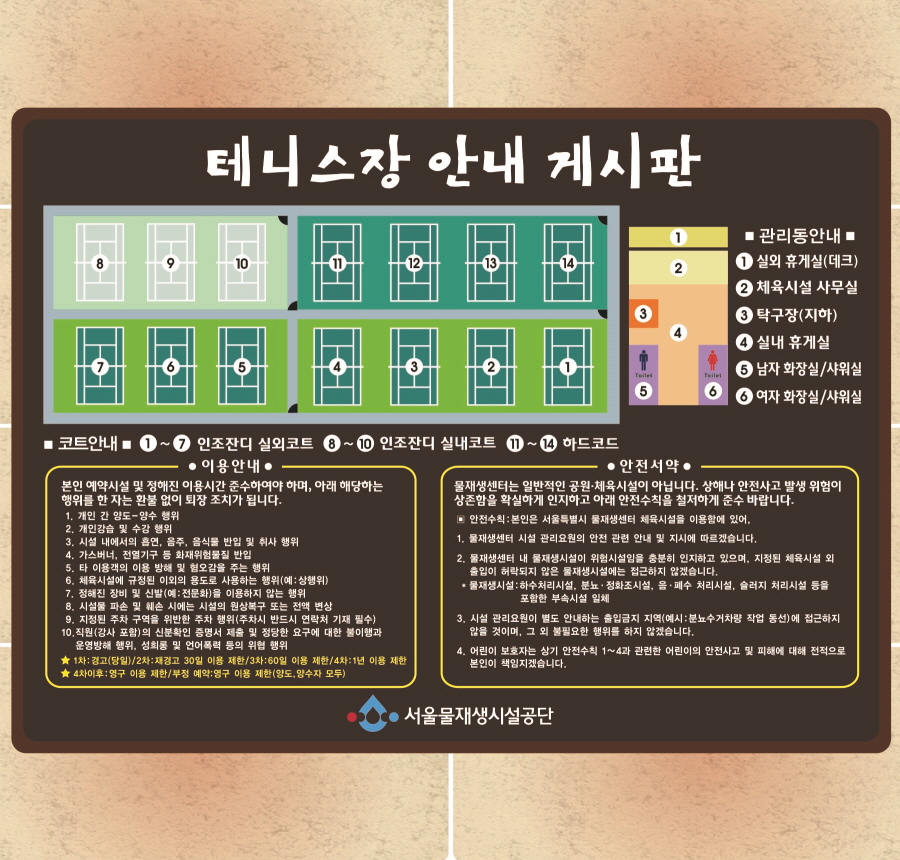 테니스장 안내 게시판
8 9 10 11 12 13 14
7 6 5 4 3 2 1
1
2
3
4
Toilet
5
Toilet
6
■ 관리동안내 ■
1 실외 휴게실(데크)
2 체육시설 사무실
3 탁구장(지하)
4 실내 휴게실
5 남자 화장실/샤워실
6 여자 화장실/샤워실
■ 코트안내 ■ 1~7 인조잔디 실외코트 8~10 인조잔디 실내코트 11~14 하드코드
• 이용안내 •
본인 예약시설 및 정해진 이용시간 준수하여야 하며, 아래 해당하는
행위를 한 자는 환불 없이 퇴장 조치가 됩니다.
1. 개인 간 양도-양수 행위
2. 개인강습 및 수강 행위
3. 시설 내에서의 흡연, 음주, 음식물 반입 및 취사 행위
4. 가스버너, 전열기구 등 화재위험물질 반입
5. 타 이용객의 이용 방해 및 혐오감을 주는 행위
6. 체육시설에 규정된 이외의 용도로 사용하는 행위(예:상행위)
7. 정해진 장비 및 신발(예:전문화)을 이용하지 않는 행위
8. 시설물 파손 및 훼손 시에는 시설의 원상복구 또는 전액 변상
9. 지정된 주차 구역을 위반한 주차 행위(주차시 반드시 연락처 기재 필수)
10.직원(강사 포함)의 신분확인 증명서 제출 및 정당한 요구에 대한 불이행과
운영방해 행위, 성희롱 및 언어폭력 등의 위협 행위
★ 1차:경고(당일)/2차:재경고 30일 이용 제한/3차:60일 이용 제한/4차:1년 이용 제한
★ 4차이후:영구 이용 제한/부정 예약:영구 이용 제한(양도,양수자 모두)
• 안전서약 •
물재생센터는 일반적인 공원·체육시설이 아닙니다. 상해나 안전사고 발생 위험이
상존함을 확실하게 인지하고 아래 안전수칙을 철저하게 준수 바랍니다.
▣ 안전수칙:본인은 서울특별시 물재생센터 체육시설을 이용함에 있어,
1. 물재생센터 시설 관리요원의 안전 관련 안내 및 지시에 따르겠습니다.
2. 물재생센터 내 물재생시설이 위험시설임을 충분히 인지하고 있으며, 지정된 체육시설 외
출입이 허락되지 않은 물재생시설에는 접근하지 않겠습니다.
* 물재생시설:하수처리시설, 분뇨·정화조시설, 음·폐수 처리시설, 슬러지 처리시설 등을
포함한 부속시설 일체
3. 시설 관리요원이 별도 안내하는 출입금지 지역(예시:분뇨수거차량 작업 동선)에 접근하지
않을 것이며, 그 외 불필요한 행위를 하지 않겠습니다.
4. 어린이 보호자는 상기 안전수칙 1~4과 관련한 어린이의 안전사고 및 피해에 대해 전적으로
본인이 책임지겠습니다.
서울물재생시설공단